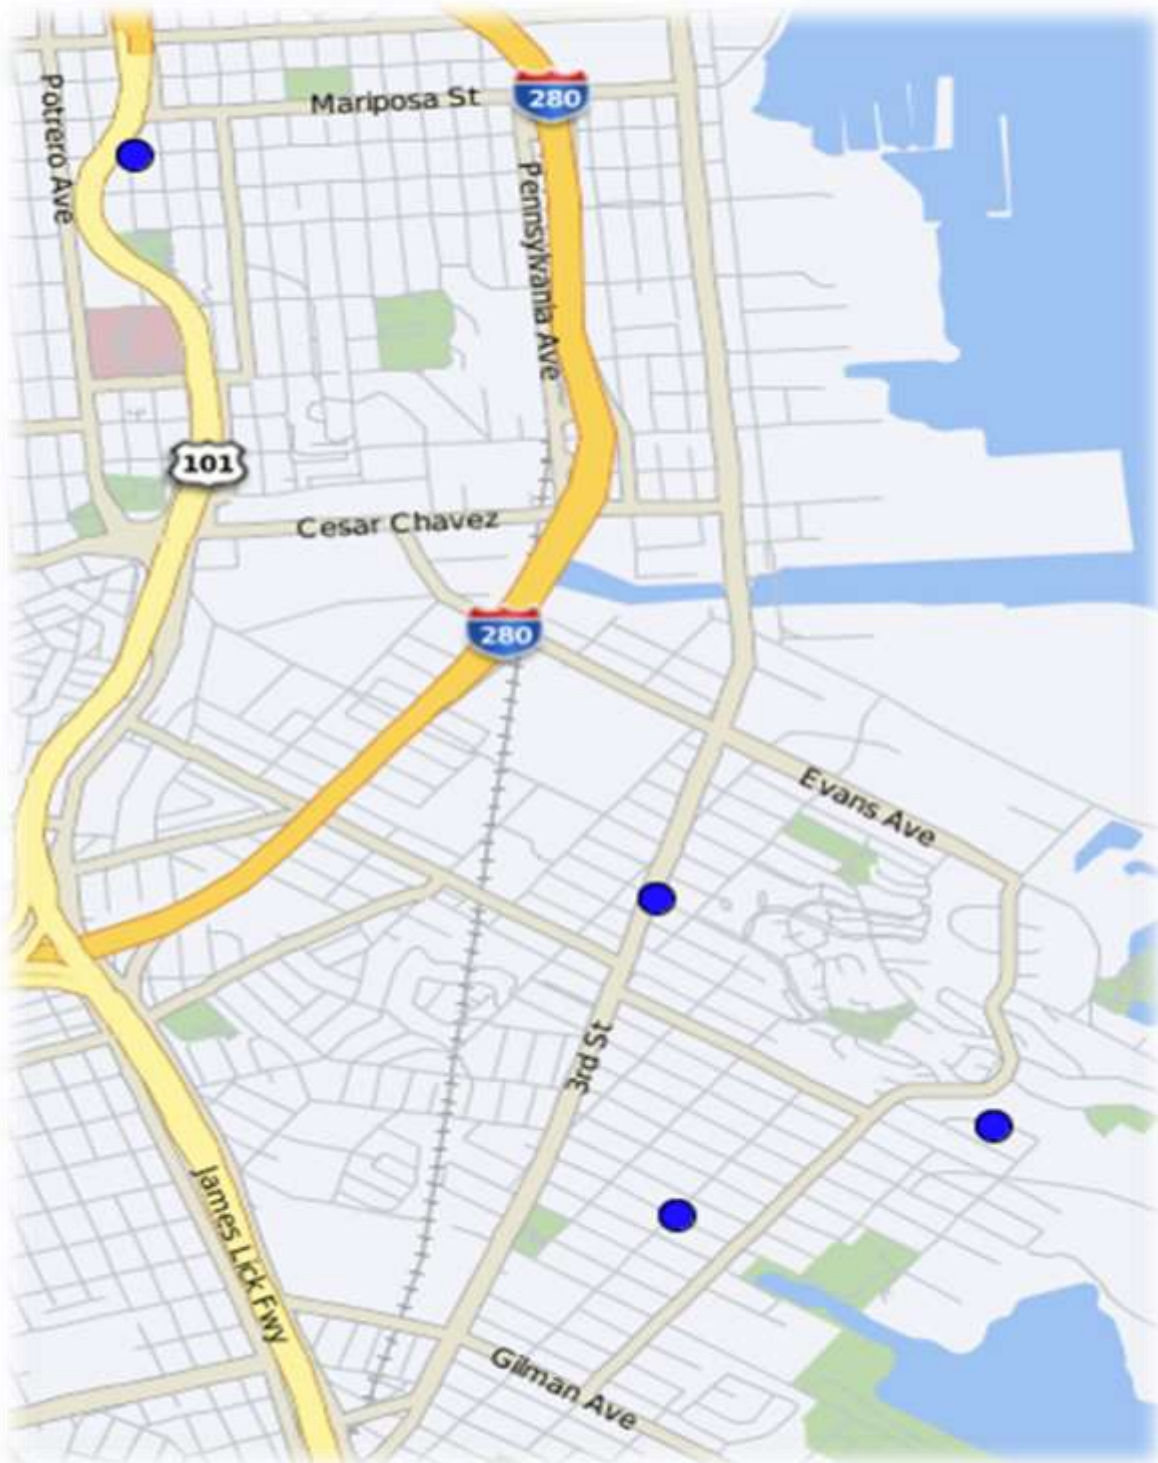 280
Mariposa St
Potrero Ave
Pennsylvania Ave
101
Cesar Chavez
280
Evans Ave
3rd St
James Lick Fwy
Gilman Ave